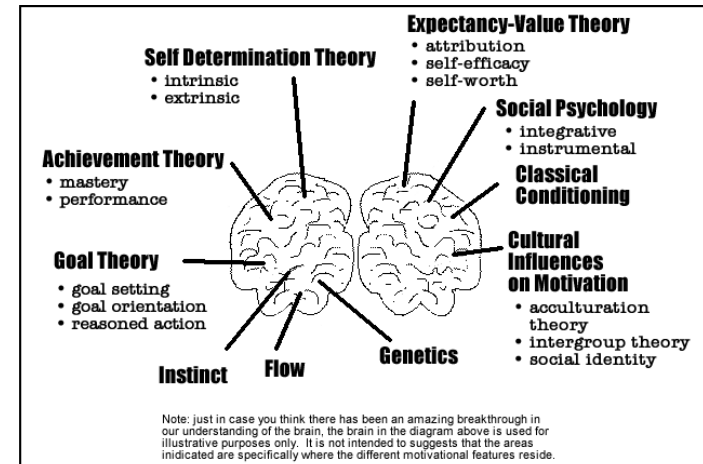 Expectancy-Value Theory
• attribution
• self-efficacy
• self-worth
Self Determination Theory
• intrinsic
• extrinsic
Social Psychology
• integrative
• instrumental
Achievement Theory
• mastery
• performance
Classical
Conditioning
Cultural
Influences
on Motivation
• acculturation
theory
• intergroup theory
• social identity
Goal Theory
• goal setting
• goal orientation
• reasoned action
Instinct
Flow
Genetics
Note: just in case you think there has been an amazing breakthrough in
our understanding of the brain, the brain in the diagram above is used for
illustrative purposes only. It is not intended to suggests that the areas
inidicated are specifically where the different motivational features reside.